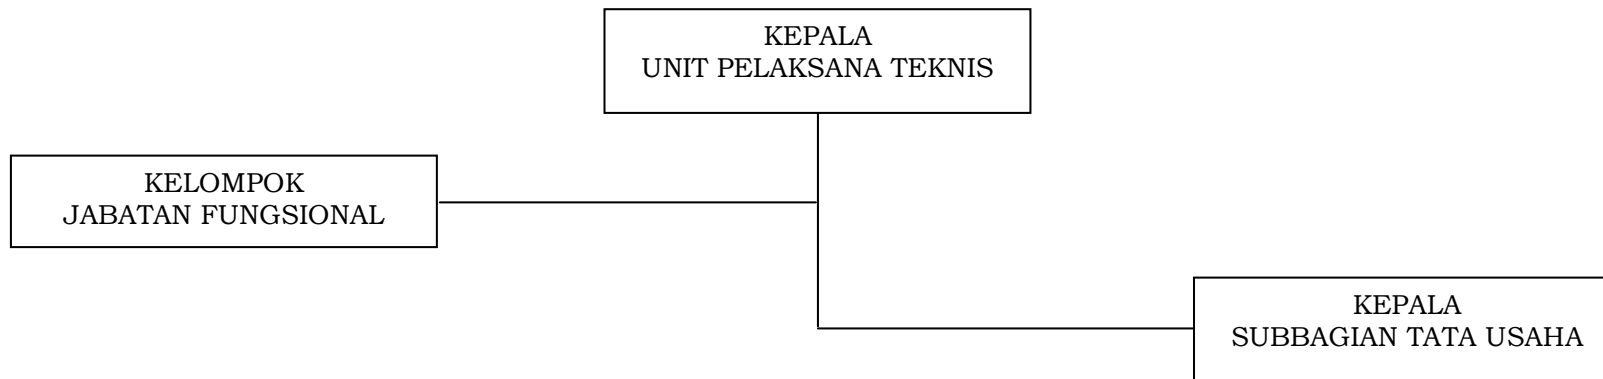 KEPALA
UNIT PELAKSANA TEKNIS
KELOMPOK
JABATAN FUNGSIONAL
KEPALA
SUBBAGIAN TATA USAHA